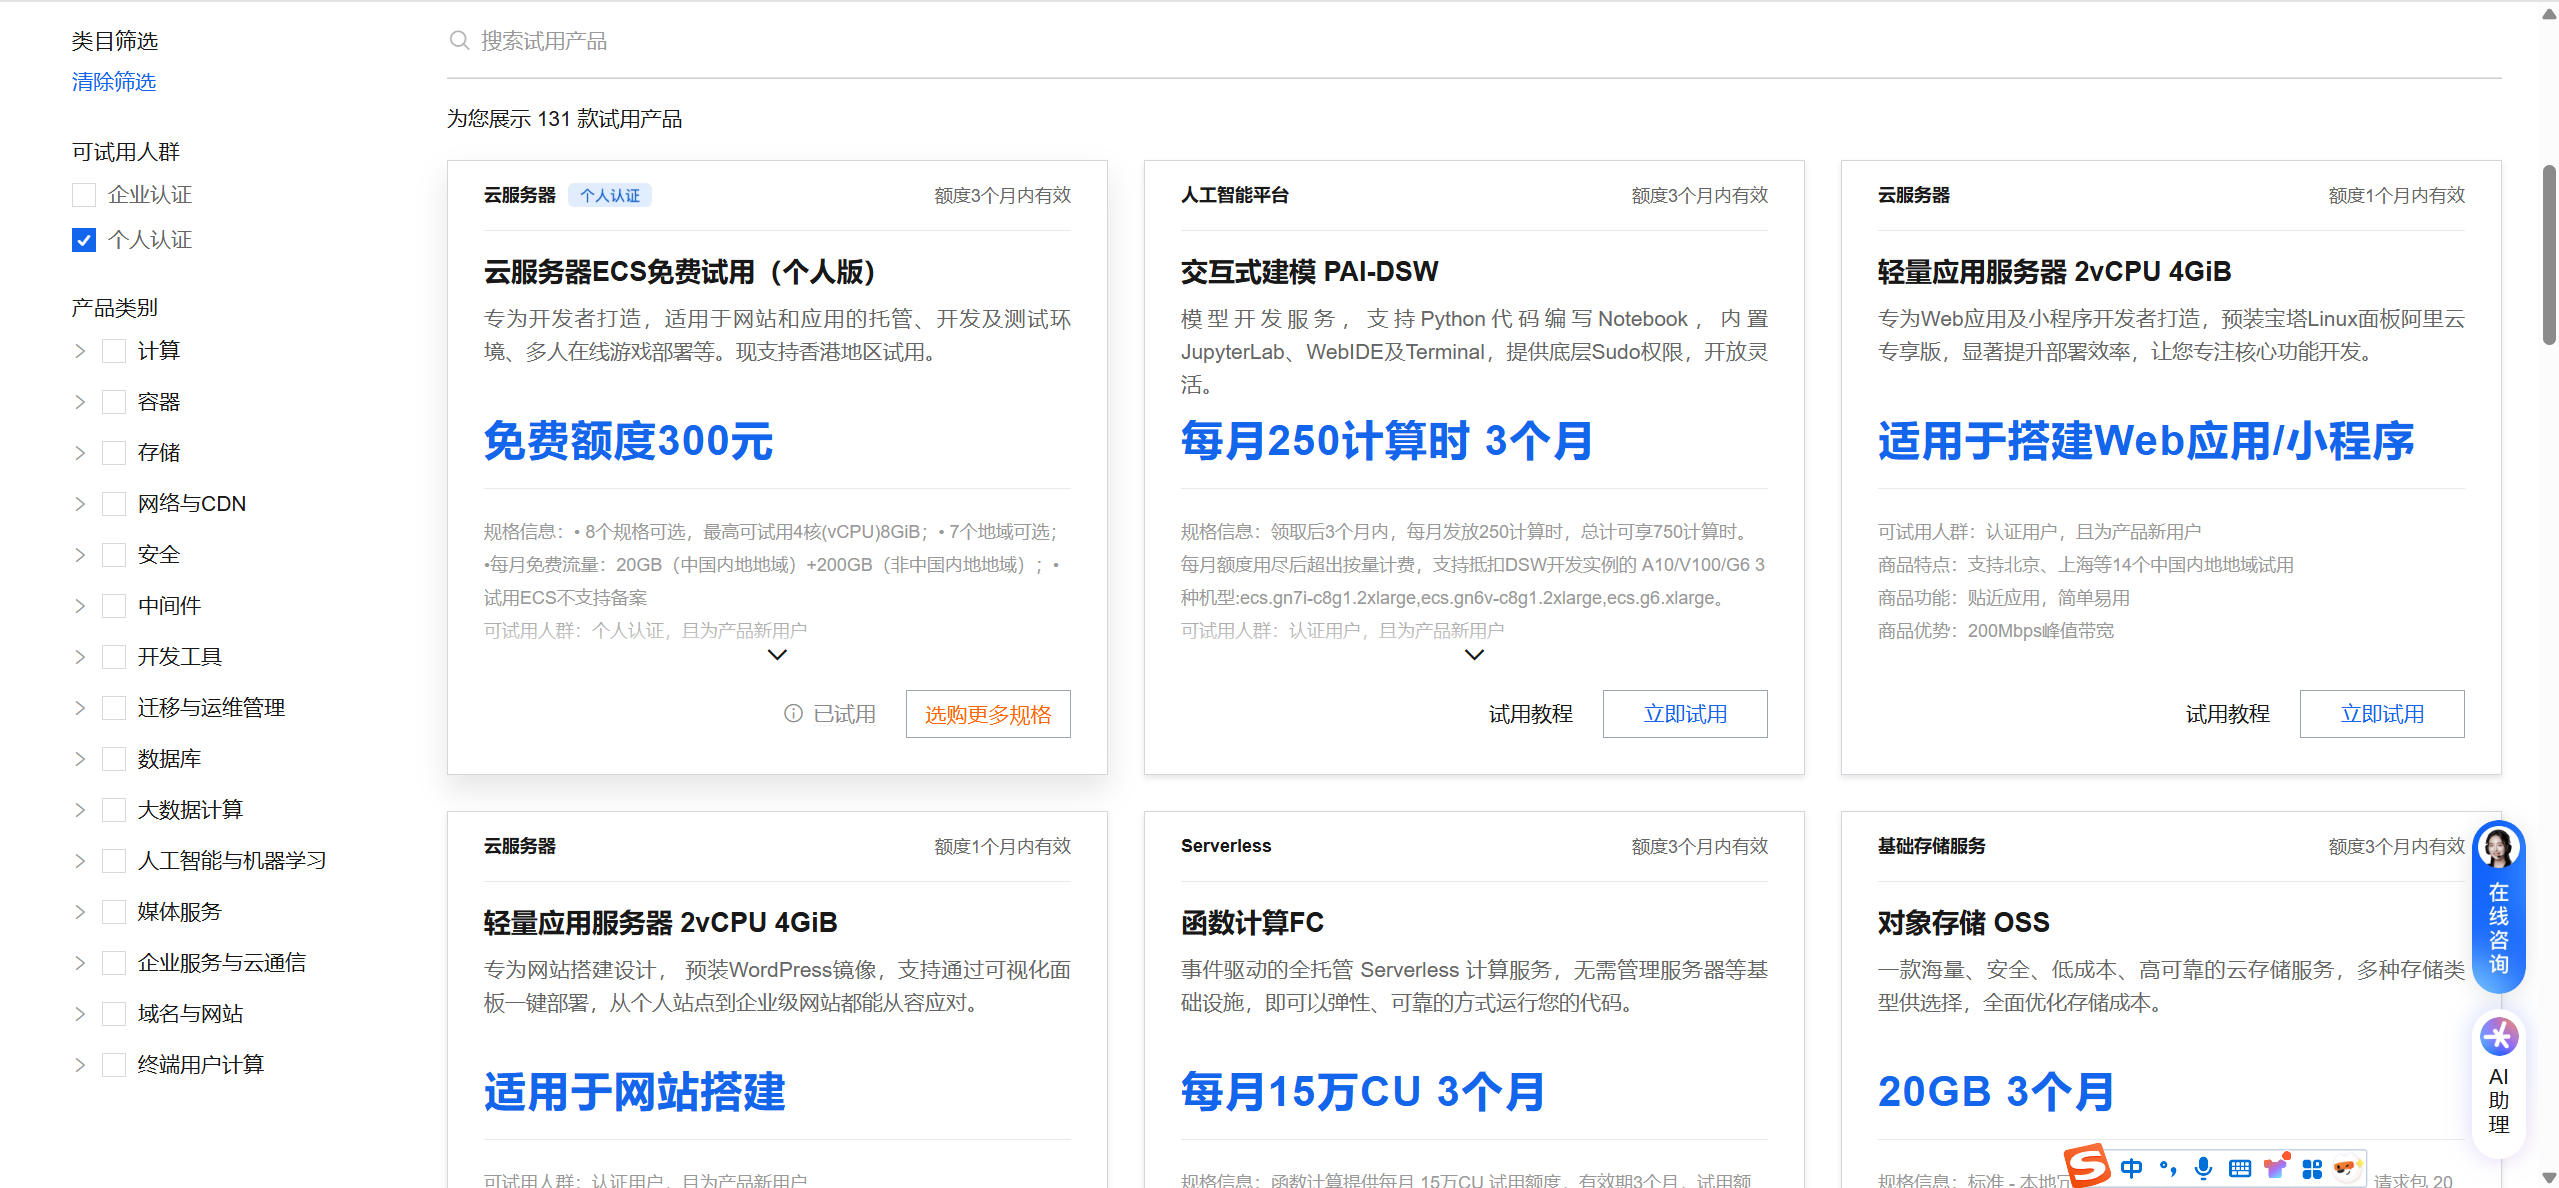 类目筛选
清除筛选
可试用人群
企业认证
个人认证
产品类别
计算
容器
存储
网络与CDN
安全
中间件
开发工具
迁移与运维管理
数据库
大数据计算
人工智能与机器学习
媒体服务
企业服务与云通信
域名与网站
终端用户计算
搜索试用产品
为您展示 131 款试用产品
云服务器 个人认证 额度3个月内有效
云服务器ECS免费试用（个人版）
专为开发者打造，适用于网站和应用的托管、开发及测试环
境、多人在线游戏部署等。现支持香港地区试用。
免费额度300元
规格信息：• 8个规格可选，最高可试用4核(vCPU)8GiB；• 7个地域可选；
•每月免费流量：20GB（中国内地地域）+200GB（非中国内地地域）；•
试用ECS不支持备案
可试用人群：个人认证，且为产品新用户
已试用 选购更多规格
人工智能平台 额度3个月内有效
交互式建模 PAI-DSW
模型开发服务，支持Python代码编写Notebook，内置
JupyterLab、WebIDE及Terminal，提供底层Sudo权限，开放灵
活。
每月250计算时 3个月
规格信息：领取后3个月内，每月发放250计算时，总计可享750计算时。
每月额度用尽后超出按量计费，支持抵扣DSW开发实例的 A10/V100/G6 3
种机型:ecs.gn7i-c8g1.2xlarge,ecs.gn6v-c8g1.2xlarge,ecs.g6.xlarge。
可试用人群：认证用户，且为产品新用户
试用教程 立即试用
云服务器 额度1个月内有效
轻量应用服务器 2vCPU 4GiB
专为Web应用及小程序开发者打造，预装宝塔Linux面板阿里云
专享版，显著提升部署效率，让您专注核心功能开发。
适用于搭建Web应用/小程序
可试用人群：认证用户，且为产品新用户
商品特点：支持北京、上海等14个中国内地地域试用
商品功能：贴近应用，简单易用
商品优势：200Mbps峰值带宽
试用教程 立即试用
云服务器 额度1个月内有效
轻量应用服务器 2vCPU 4GiB
专为网站搭建设计， 预装WordPress镜像，支持通过可视化面
板一键部署，从个人站点到企业级网站都能从容应对。
适用于网站搭建
可试用人群：认证用户，且为产品新用户
Serverless 额度3个月内有效
函数计算FC
事件驱动的全托管 Serverless 计算服务，无需管理服务器等基
础设施，即可以弹性、可靠的方式运行您的代码。
每月15万CU 3个月
规格信息：函数计算提供每月 15万CU 试用额度，有效期3个月，试用额
基础存储服务 额度3个月内有效
对象存储 OSS
一款海量、安全、低成本、高可靠的云存储服务，多种存储类
型供选择，全面优化存储成本。
20GB 3个月
规格信息：标准 - 本地冗
请求包 20
在线咨询
AI助理
中